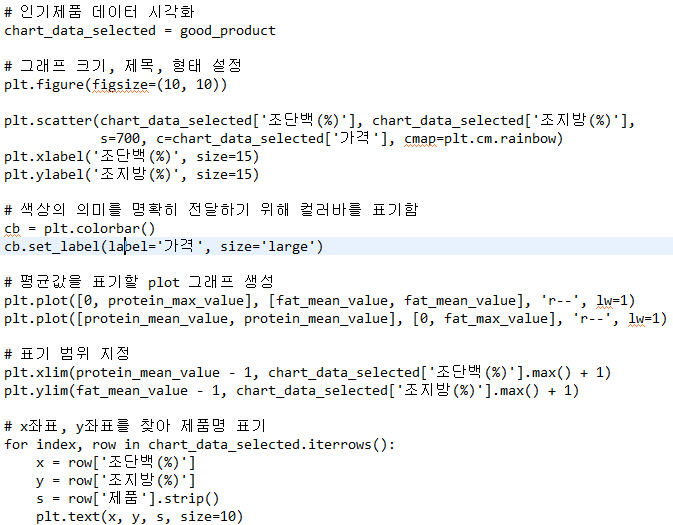 # 인기제품 데이터 시각화
chart_data_selected = good_product
# 그래프 크기, 제목, 형태 설정
plt.figure(figsize=(10, 10))
plt.scatter(chart_data_selected['조단백(%)'], chart_data_selected['조지방(%)'],
s=700, c=chart_data_selected['가격'], cmap=plt.cm.rainbow)
plt.xlabel('조단백(%)', size=15)
plt.ylabel('조지방(%)', size=15)
# 색상의 의미를 명확히 전달하기 위해 컬러바를 표기함
cb = plt.colorbar()
cb.set_label(label='가격', size='large')
# 평균값을 표기할 plot 그래프 생성
plt.plot([0, protein_max_value], [fat_mean_value, fat_mean_value], 'r--', lw=1)
plt.plot([protein_mean_value, protein_mean_value], [0, fat_max_value], 'r--', lw=1)
# 표기 범위 지정
plt.xlim(protein_mean_value - 1, chart_data_selected['조단백(%)'].max() + 1)
plt.ylim(fat_mean_value - 1, chart_data_selected['조지방(%)'].max() + 1)
# x좌표, y좌표를 찾아 제품명 표기
for index, row in chart_data_selected.iterrows():
x = row['조단백(%)']
y = row['조지방(%)']
s = row['제품'].strip()
plt.text(x, y, s, size=10)